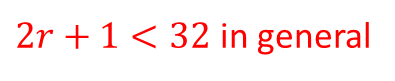 2r + 1 < 32 in general